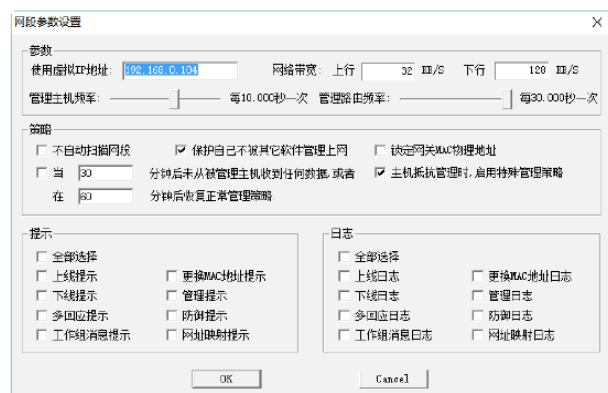 网段参数设置
参数
使用虚拟IP地址: 192.168.0.104 网络带宽: 上行 32 KB/S 下行 128 KB/S
管理主机频率: 每10.000秒一次 管理路由频率: 每30.000秒一次
策略
不自动扫描网段 保护自己不被其它软件管理上网 锁定网关MAC物理地址
当 30 分钟后未从被管理主机收到任何数据,或者 主机抵抗管理时,启用特殊管理策略
在 60 分钟后恢复正常管理策略
提示
全部选择
上线提示 更换MAC地址提示
下线提示 管理提示
多回应提示 防御提示
工作组消息提示 网址映射提示
日志
全部选择
上线日志 更换MAC地址日志
下线日志 管理日志
多回应日志 防御日志
工作组消息日志 网址映射日志
OK Cancel